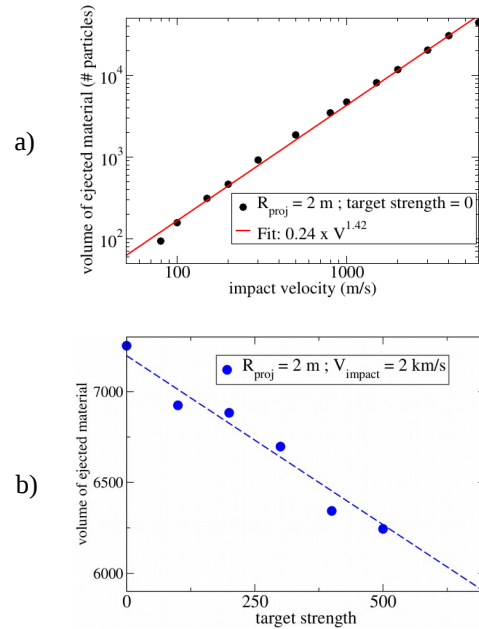 a)
volume of ejected material (# particles)
10^4
10^3
10^2
R_proj = 2 m ; target strength = 0
Fit: 0.24 x V^1.42
100
1000
impact velocity (m/s)
b)
volume of ejected material
7000
6500
6000
R_proj = 2 m ; V_impact = 2 km/s
0
250
500
target strength